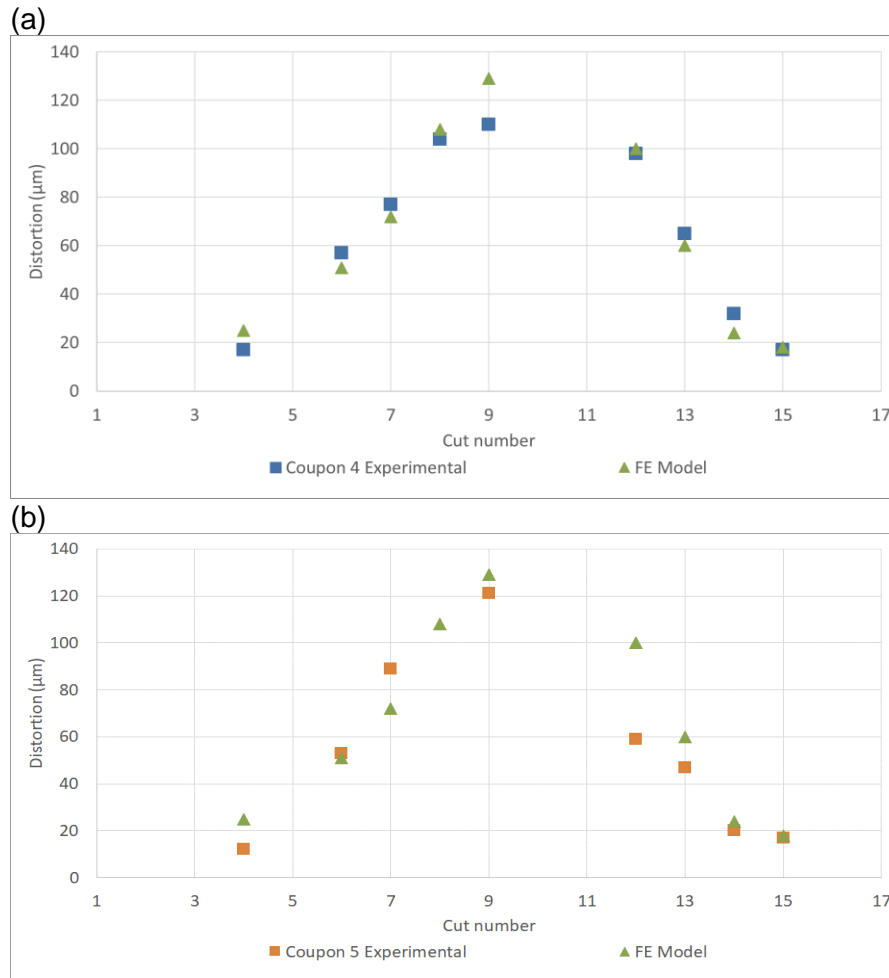 (a)
140
120
100
80
60
40
20
0
Distortion (µm)
1 3 5 7 9 11 13 15 17
Cut number
Coupon 4 Experimental FE Model
(b)
140
120
100
80
60
40
20
0
Distortion (µm)
1 3 5 7 9 11 13 15 17
Cut number
Coupon 5 Experimental FE Model